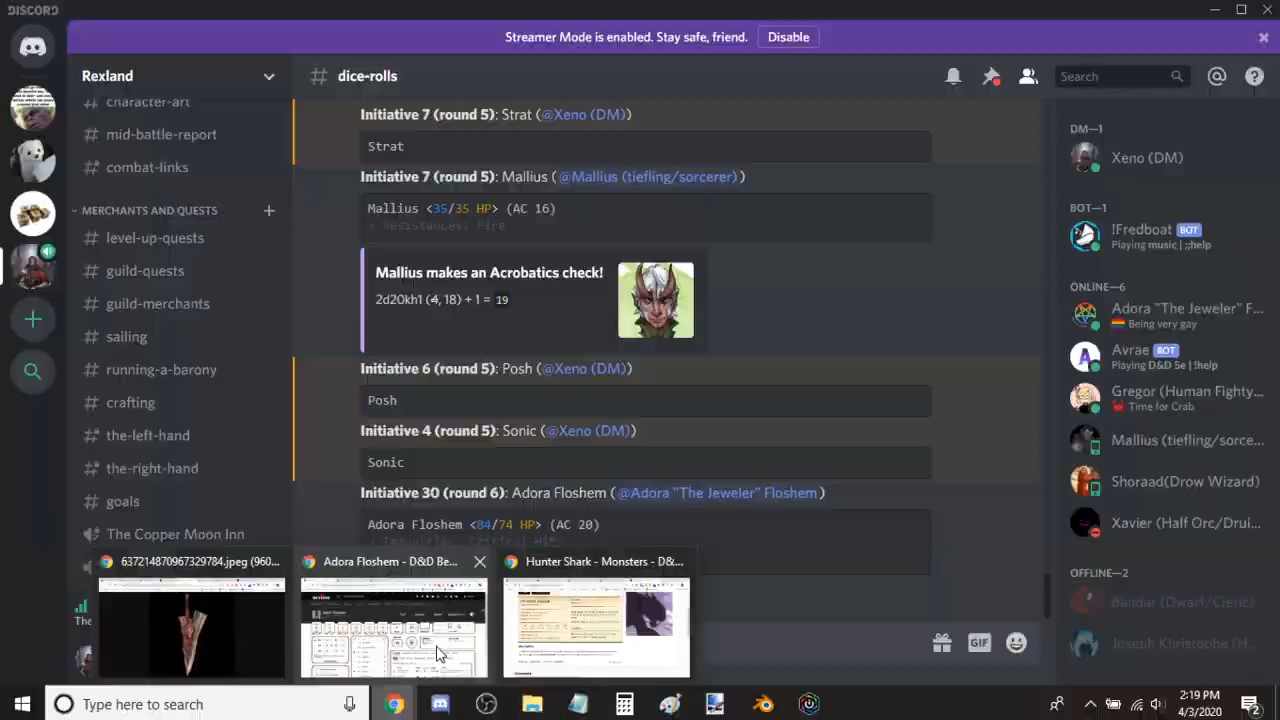 DISCORD
Streamer Mode is enabled. Stay safe, friend. Disable
Rexland
# dice-rolls
Search
# character-art
# mid-battle-report
# combat-links
MERCHANTS AND QUESTS
# level-up-quests
# guild-quests
# guild-merchants
# sailing
# running-a-barony
# crafting
# the-left-hand
# the-right-hand
# goals
The Copper Moon Inn
Initiative 7 (round 5): Strat (@Xeno (DM))
Strat
Initiative 7 (round 5): Mallius ( @Mallius (tiefling/sorcerer) )
Mallius <35/35 HP> (AC 16)
> Resistances: Fire
Mallius makes an Acrobatics check!
2d20kh1 (4, 18) + 1 = 19
Initiative 6 (round 5): Posh (@Xeno (DM))
Posh
Initiative 4 (round 5): Sonic (@Xeno (DM))
Sonic
Initiative 30 (round 6): Adora Floshem ( @Adora "The Jeweler" Floshem )
Adora Floshem <84/74 HP> (AC 20)
DM—1
Xeno (DM)
BOT—1
!Fredboat BOT
Playing music | ;;help
ONLINE—6
Adora "The Jeweler" F...
Being very gay
Avrae BOT
Playing D&D 5e | !help
Gregor (Human Fighty...
Time for Crab
Mallius (tiefling/sorce...
Shoraad(Drow Wizard)
Xavier (Half Orc/Drui...
OFFLINE—2
GIF
637214870967329784.jpeg (960...
Adora Floshem - D&D Be...
Hunter Shark - Monsters - D&...
Type here to search
2:19 PM
4/3/2020
2